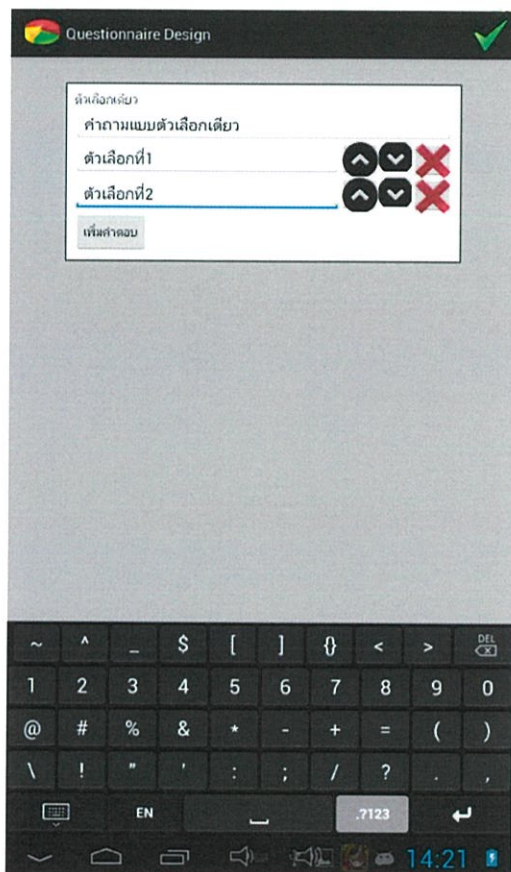 Questionnaire Design
ตัวเลือกเดียว
คำถามแบบตัวเลือกเดียว
ตัวเลือกที่1
ตัวเลือกที่2
เพิ่มคำตอบ
~ ^ _ $ [ ] {} < > DEL
1 2 3 4 5 6 7 8 9 0
@ # % & * - + = ( )
\ ! " ' : ; / ? . ,
EN .?123
14:21